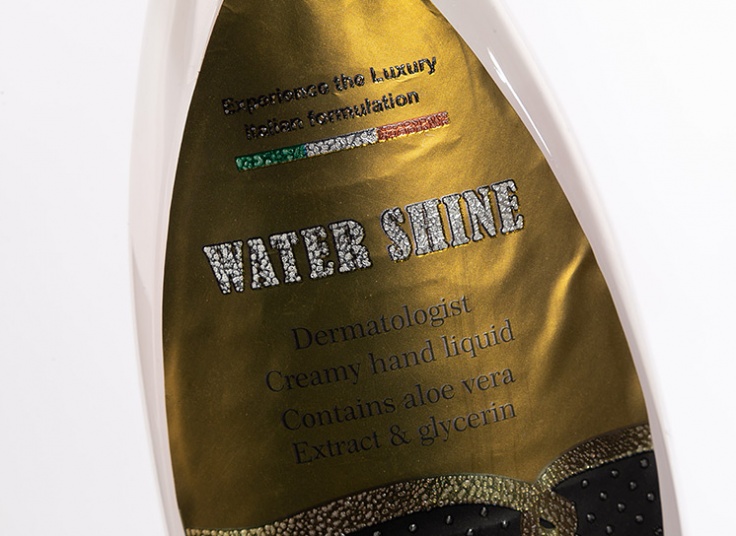 Experience the Luxury
Italian formulation
WATER SHINE
Dermatologist
Creamy hand liquid
Contains aloe vera
Extract & glycerin